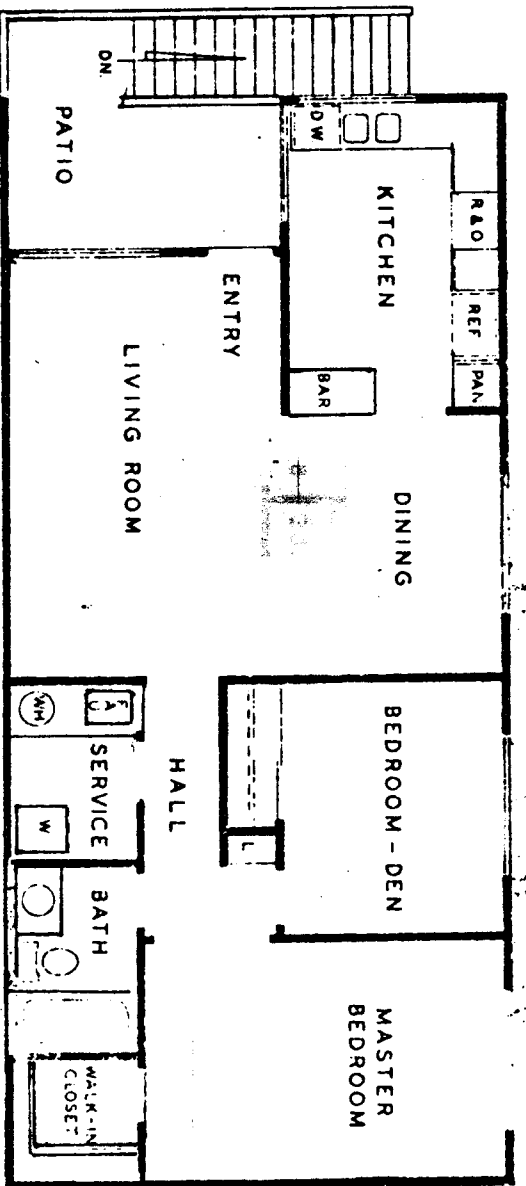 DN.
PATIO
DW
KITCHEN
R&O
REF
PAN.
ENTRY
BAR
LIVING ROOM
DINING
WH
FAU
SERVICE
W
HALL
L
BEDROOM - DEN
BATH
MASTER
BEDROOM
WALK-IN
CLOSET